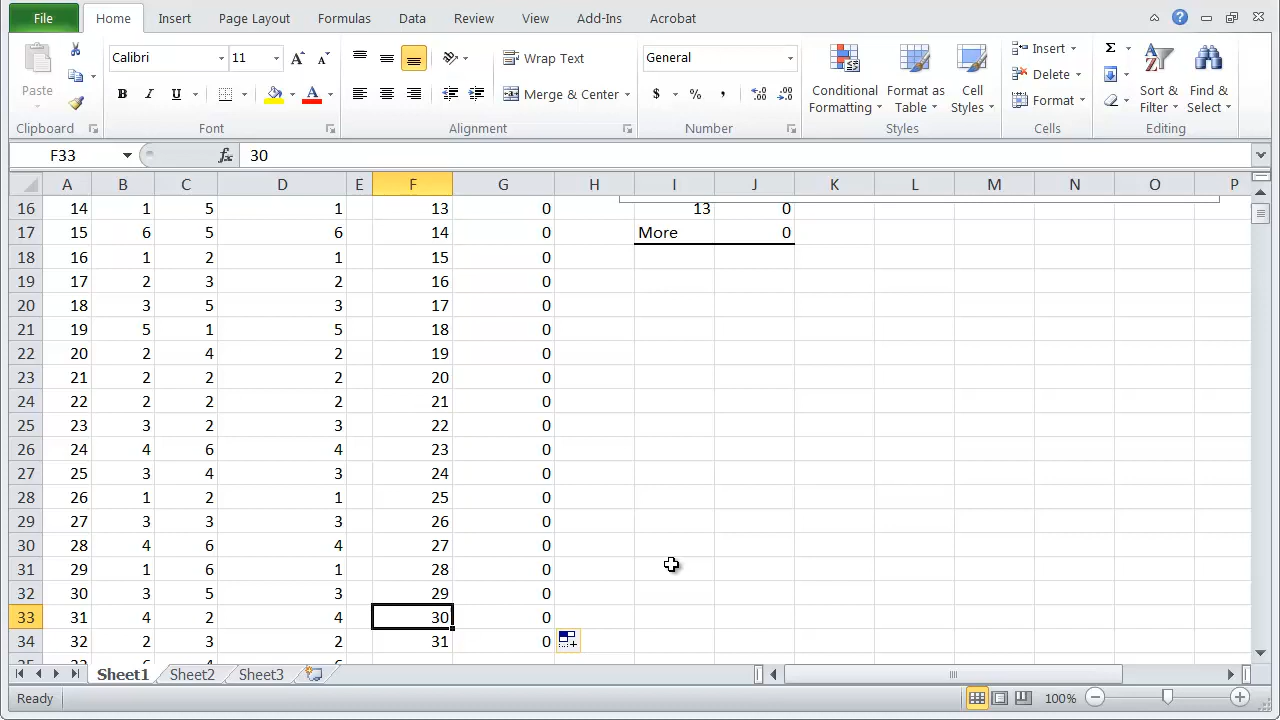 File Home Insert Page Layout Formulas Data Review View Add-Ins Acrobat
Paste
Calibri 11
B I U
Clipboard
Font
Wrap Text
Merge & Center
Alignment
General
$ % ,
Number
Conditional Formatting
Format as Table
Cell Styles
Styles
Insert
Delete
Format
Cells
Sort & Filter
Find & Select
Editing
F33 fx 30
A B C D E F G H I J K L M N O P
16 14 1 5 1 13 0 13 0
17 15 6 5 6 14 0 More 0
18 16 1 2 1 15 0
19 17 2 3 2 16 0
20 18 3 5 3 17 0
21 19 5 1 5 18 0
22 20 2 4 2 19 0
23 21 2 2 2 20 0
24 22 2 2 2 21 0
25 23 3 2 3 22 0
26 24 4 6 4 23 0
27 25 3 4 3 24 0
28 26 1 2 1 25 0
29 27 3 3 3 26 0
30 28 4 6 4 27 0
31 29 1 6 1 28 0
32 30 3 5 3 29 0
33 31 4 2 4 30 0
34 32 2 3 2 31 0
Sheet1 Sheet2 Sheet3
Ready 100%